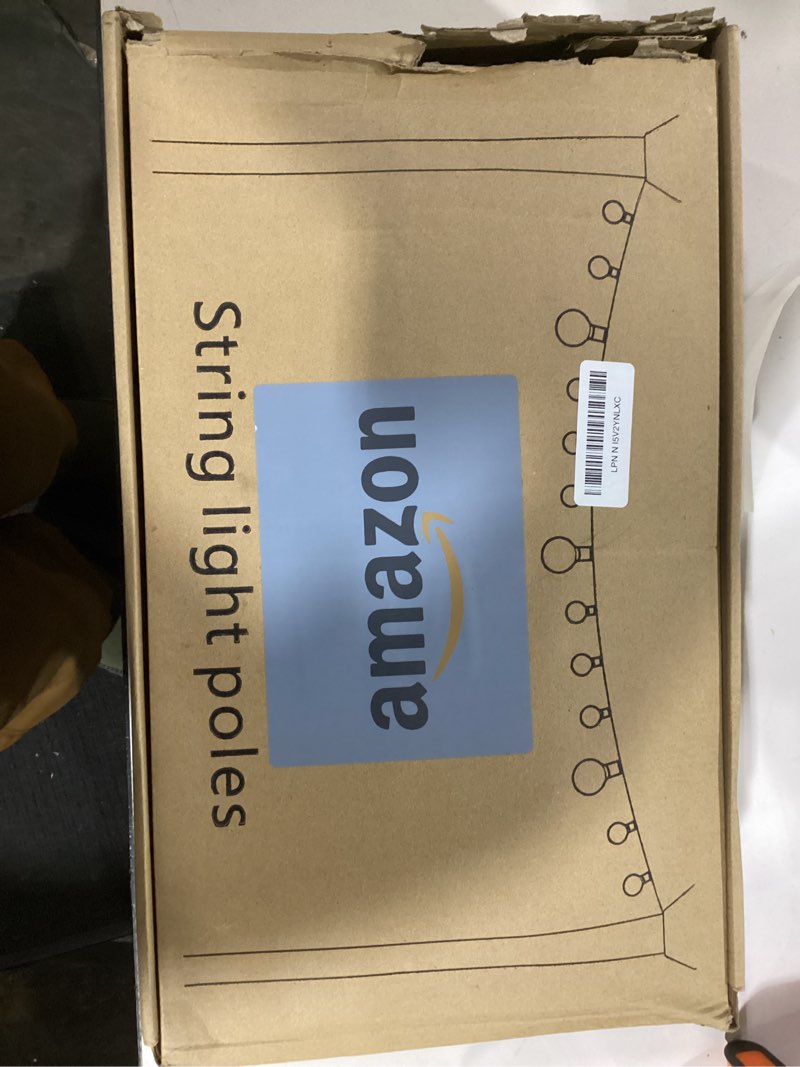 String light poles
amazon
LPN N I5V2YNLXC